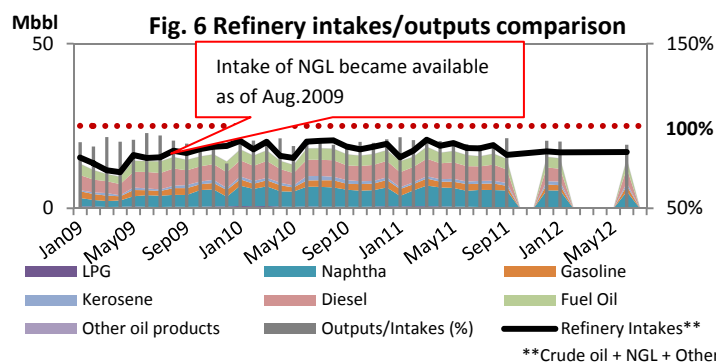 Mbbl
Fig. 6 Refinery intakes/outputs comparison
50
150%
Intake of NGL became available
as of Aug.2009
100%
0
50%
Jan09 May09 Sep09 Jan10 May10 Sep10 Jan11 May11 Sep11 Jan12 May12
LPG Naphtha Gasoline
Kerosene Diesel Fuel Oil
Other oil products Outputs/Intakes (%) Refinery Intakes**
**Crude oil + NGL + Other